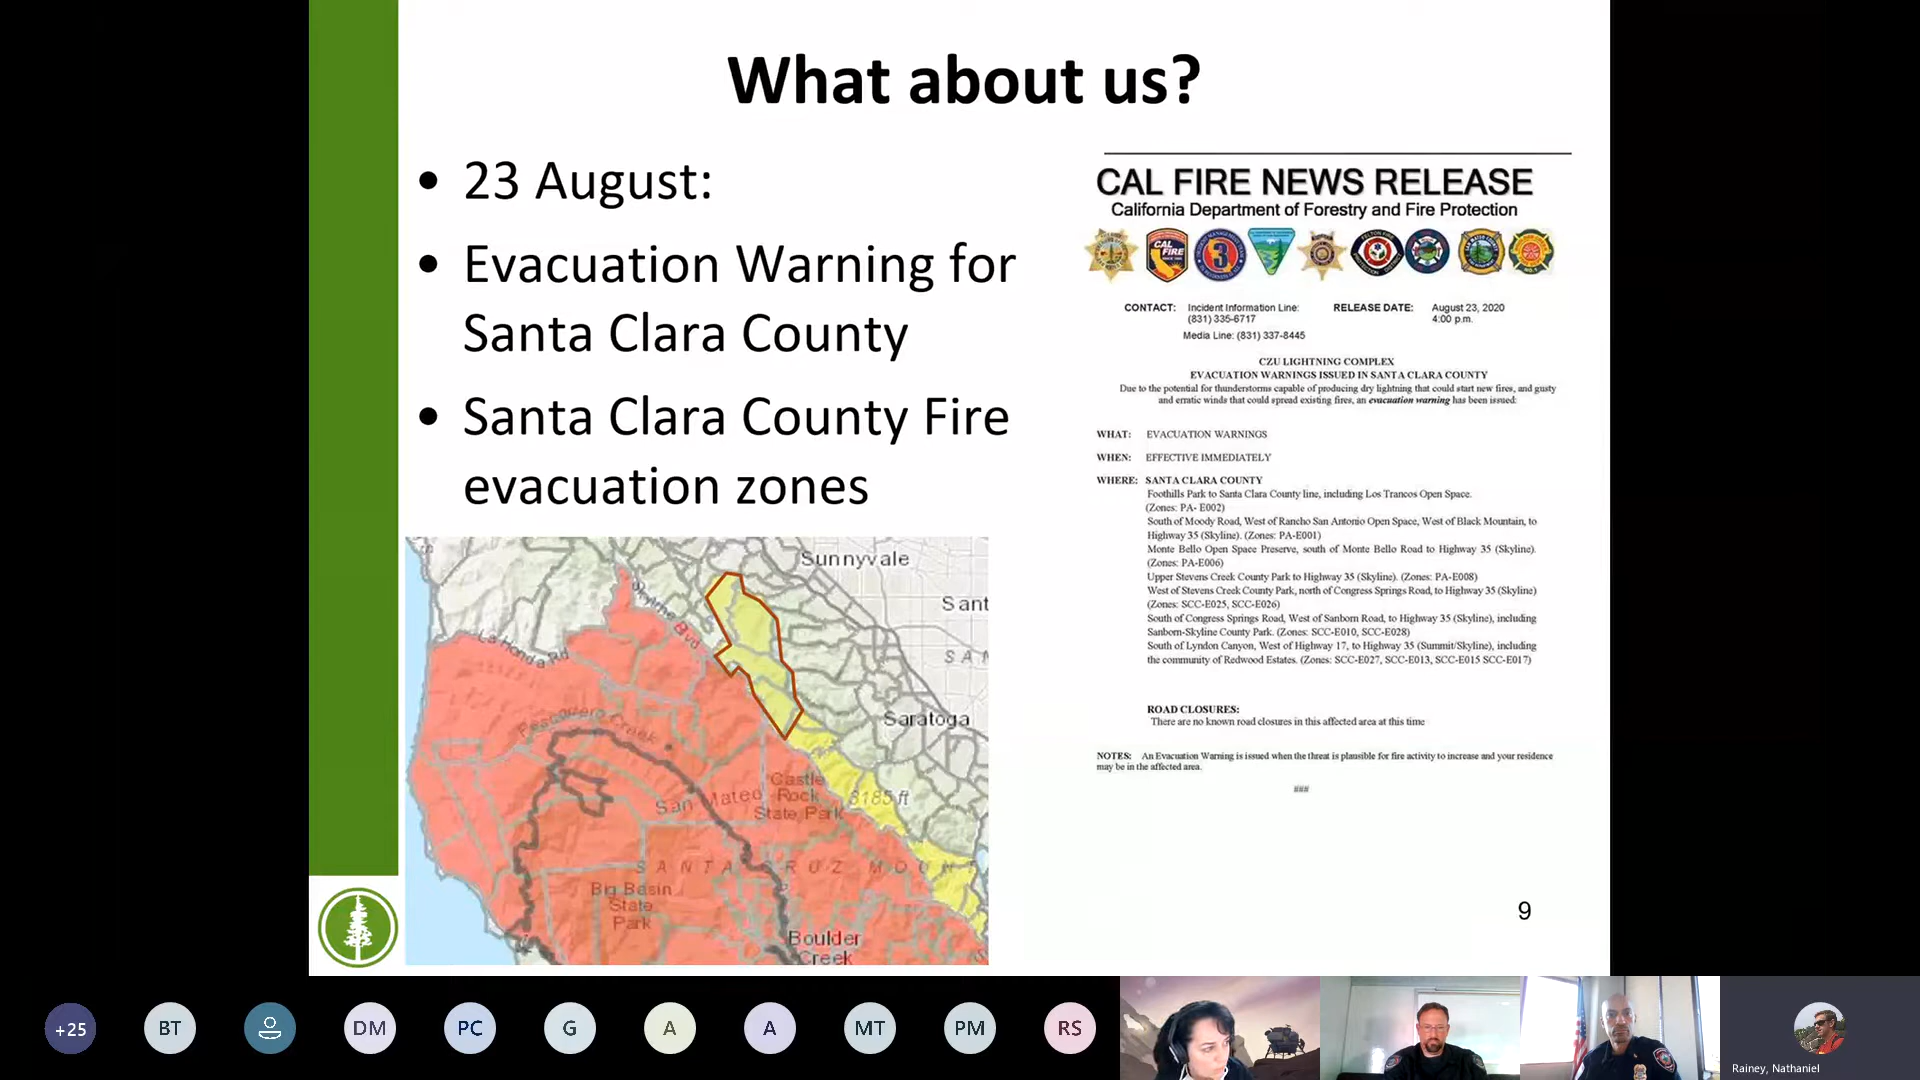 What about us?
• 23 August:
• Evacuation Warning for
Santa Clara County
• Santa Clara County Fire
evacuation zones
CAL FIRE NEWS RELEASE
California Department of Forestry and Fire Protection
CAL FIRE
3
CONTACT: Incident Information Line: RELEASE DATE: August 23, 2020
(831) 335-6717 4:00 p.m.
Media Line: (831) 337-8445
CZU LIGHTNING COMPLEX
EVACUATION WARNINGS ISSUED IN SANTA CLARA COUNTY
Due to the potential for thunderstorms capable of producing dry lightning that could start new fires, and gusty
and erratic winds that could spread existing fires, an evacuation warning has been issued:
WHAT: EVACUATION WARNINGS
WHEN: EFFECTIVE IMMEDIATELY
WHERE: SANTA CLARA COUNTY
Foothills Park to Santa Clara County line, including Los Trancos Open Space.
(Zones: PA- E002)
South of Moody Road, West of Rancho San Antonio Open Space, West of Black Mountain, to
Highway 35 (Skyline). (Zones: PA-E001)
Monte Bello Open Space Preserve, south of Monte Bello Road to Highway 35 (Skyline).
(Zones: PA-E006)
Upper Stevens Creek County Park to Highway 35 (Skyline). (Zones: PA-E008)
West of Stevens Creek County Park, north of Congress Springs Road, to Highway 35 (Skyline)
(Zones: SCC-E025, SCC-E026)
South of Congress Springs Road, West of Sanborn Road, to Highway 35 (Skyline), including
Sanborn-Skyline County Park. (Zones: SCC-E010, SCC-E028)
South of Lyndon Canyon, West of Highway 17, to Highway 35 (Summit/Skyline), including
the community of Redwood Estates. (Zones: SCC-E027, SCC-E013, SCC-E015 SCC-E017)
ROAD CLOSURES:
There are no known road closures in this affected area at this time
NOTES: An Evacuation Warning is issued when the threat is plausible for fire activity to increase and your residence
may be in the affected area.
###
Sunnyvale
Sant
Skyline Blvd
La Honda Rd
SAN
Saratoga
Pescadero Creek
Castle
Rock
State Park
San Mateo
3185 ft
SANTA CRUZ MOUNT
Big Basin
State
Park
Boulder
Creek
9
+25
BT
DM
PC
G
A
A
MT
PM
RS
Rainey, Nathaniel